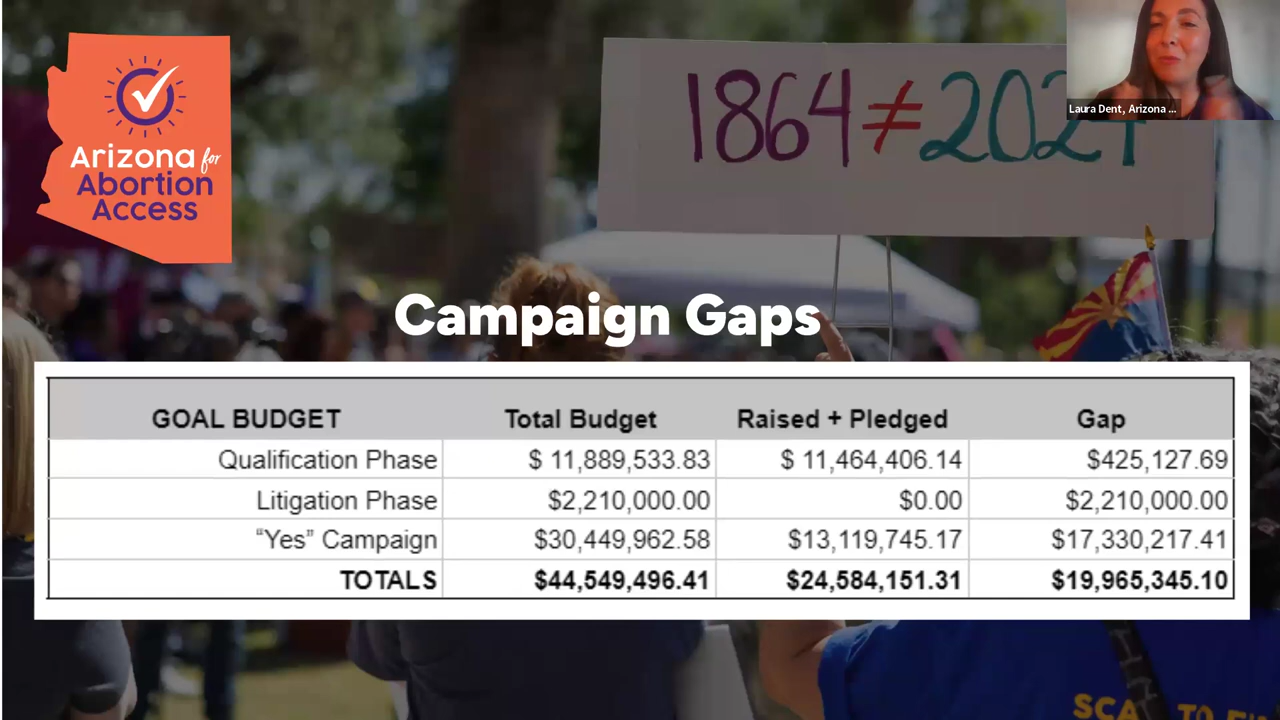 1864 ≠ 2024
Laura Dent, Arizona ...
Arizona for
Abortion
Access
Campaign Gaps
GOAL BUDGET Total Budget Raised + Pledged Gap
Qualification Phase $ 11,889,533.83 $ 11,464,406.14 $425,127.69
Litigation Phase $2,210,000.00 $0.00 $2,210,000.00
“Yes” Campaign $30,449,962.58 $13,119,745.17 $17,330,217.41
TOTALS $44,549,496.41 $24,584,151.31 $19,965,345.10